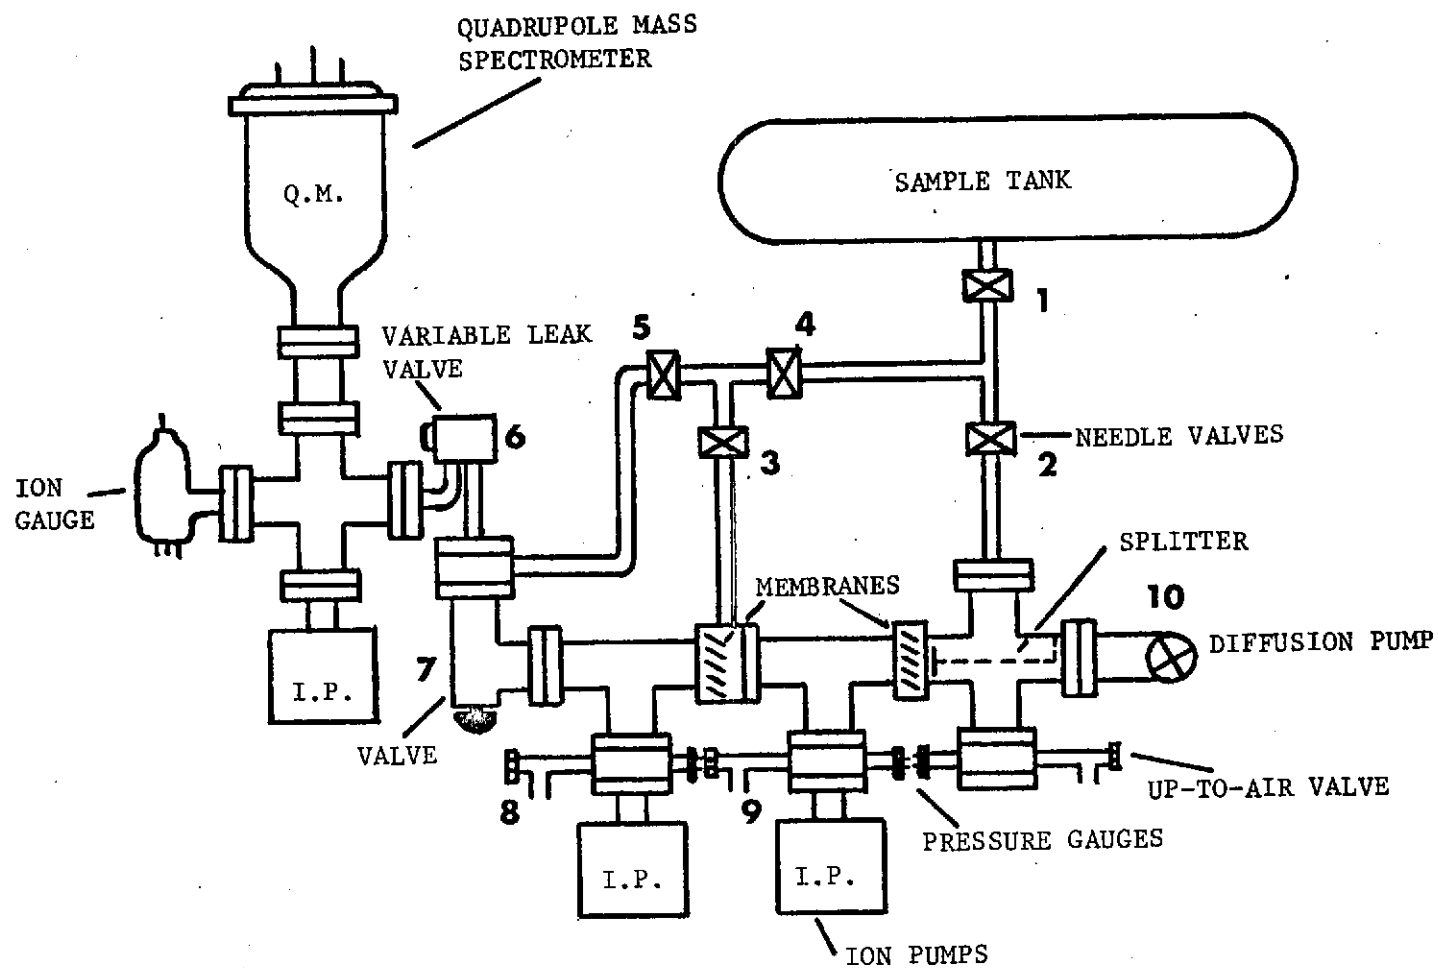 QUADRUPOLE MASS
SPECTROMETER
Q.M.
SAMPLE TANK
1
VARIABLE LEAK
VALVE
5
4
6
3
NEEDLE VALVES
2
ION
GAUGE
SPLITTER
MEMBRANES
10
DIFFUSION PUMP
7
I.P.
VALVE
8
9
UP-TO-AIR VALVE
PRESSURE GAUGES
I.P.
I.P.
ION PUMPS